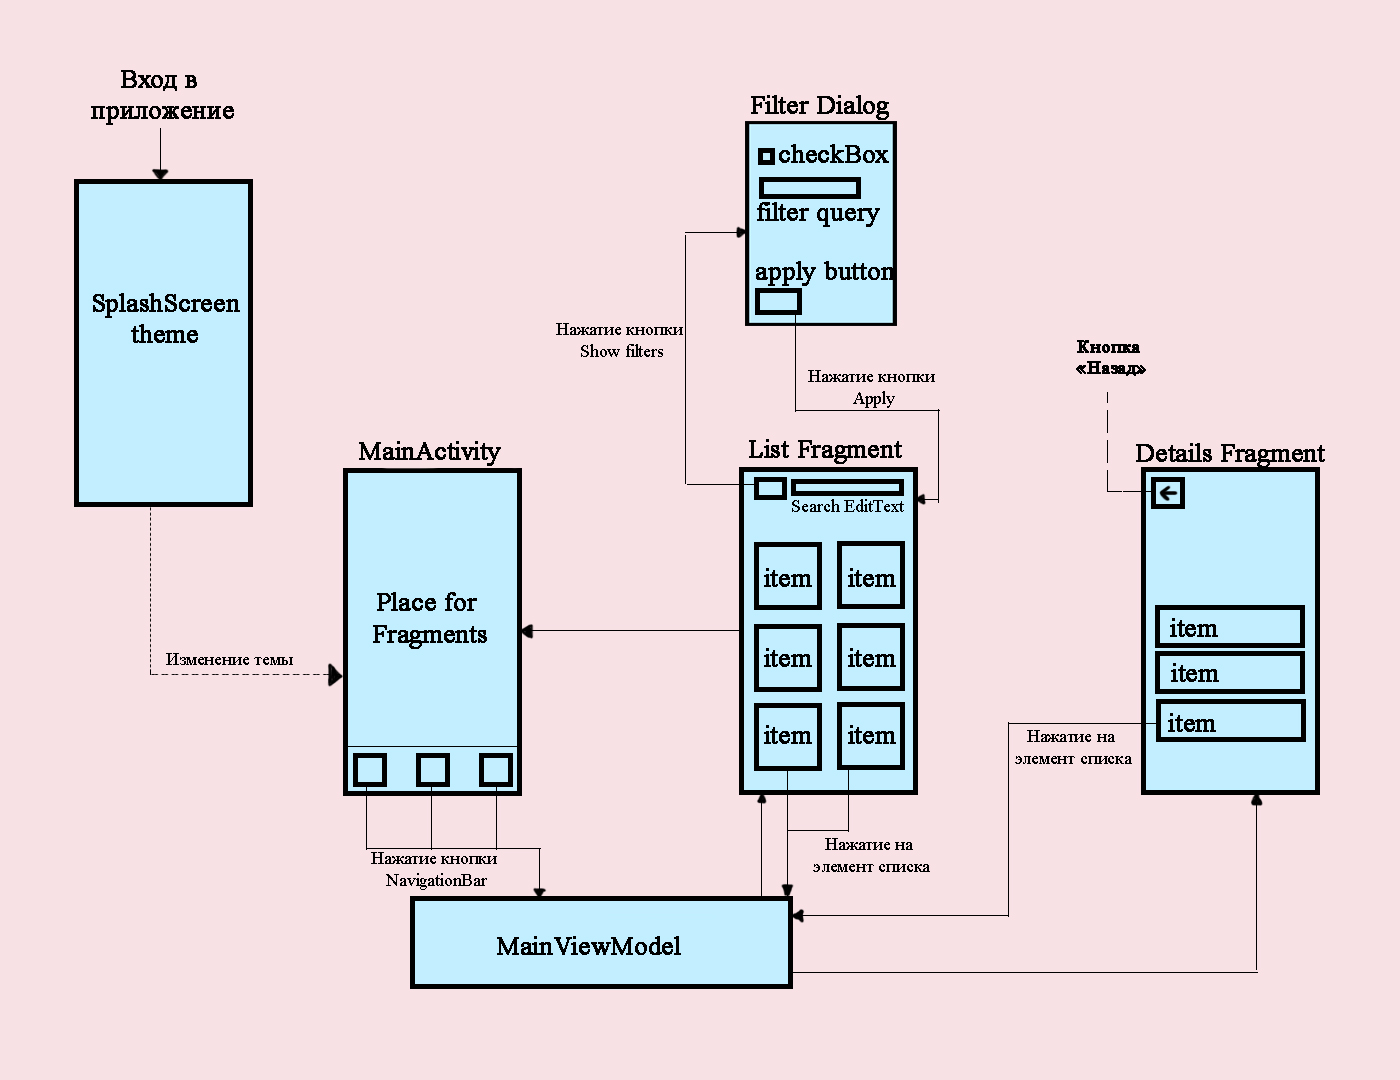 Вход в
приложение
SplashScreen
theme
Изменение темы
MainActivity
Place for
Fragments
Нажатие кнопки
NavigationBar
MainViewModel
Filter Dialog
checkBox
filter query
apply button
Нажатие кнопки
Show filters
Нажатие кнопки
Apply
List Fragment
Search EditText
item item
item item
item item
Нажатие на
элемент списка
Кнопка
«Назад»
Details Fragment
item
item
item
Нажатие на
элемент списка